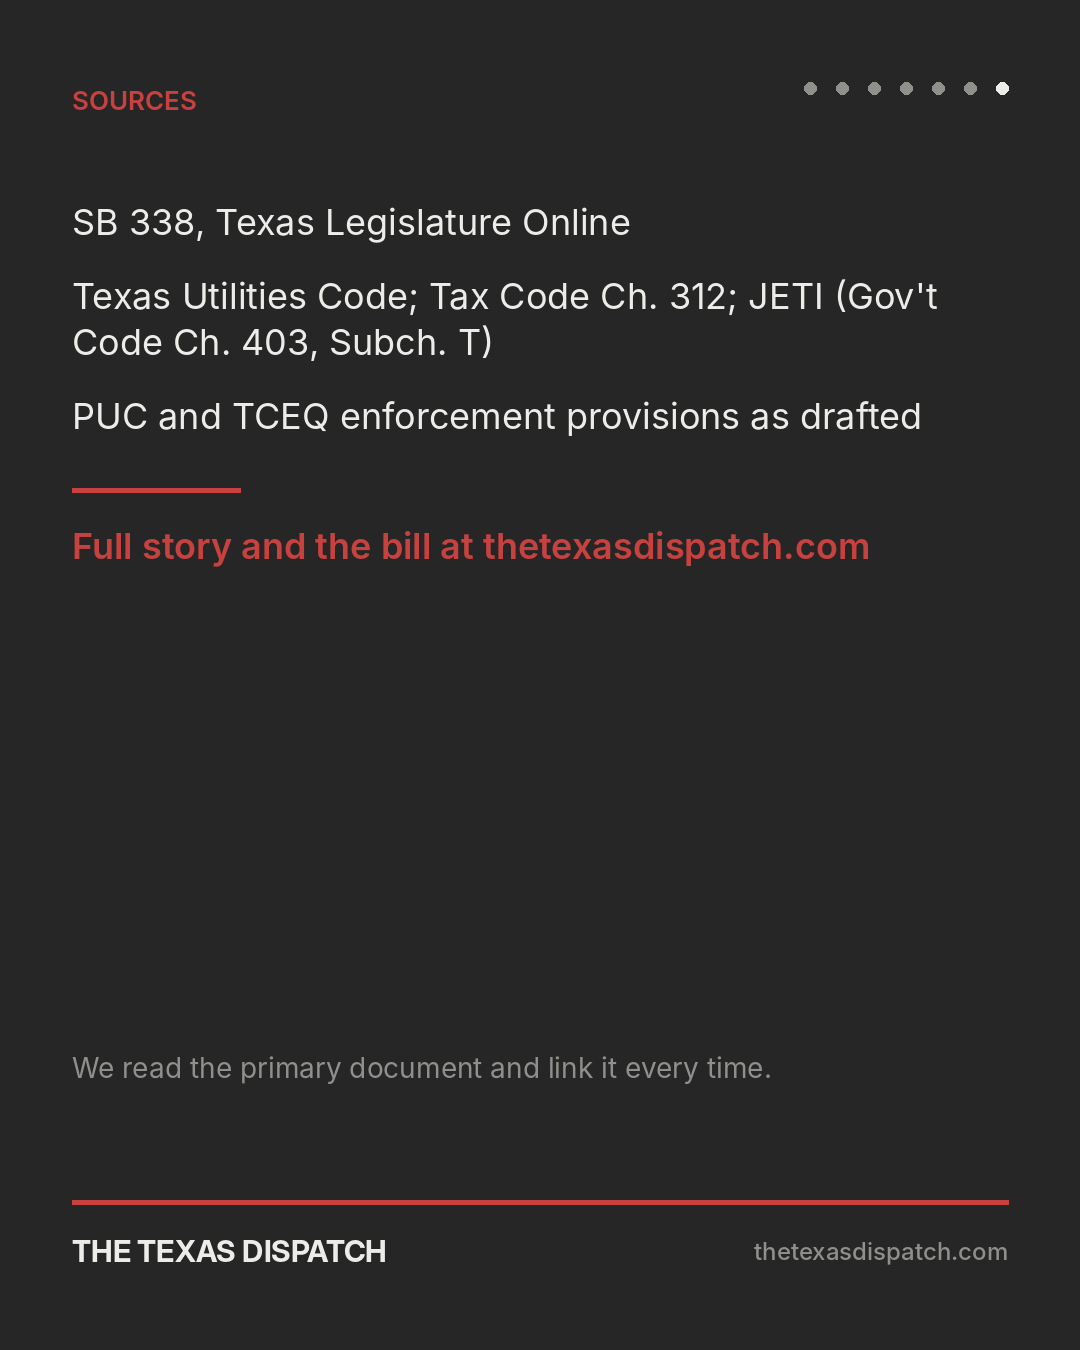 SOURCES
SB 338, Texas Legislature Online
Texas Utilities Code; Tax Code Ch. 312; JETI (Gov't
Code Ch. 403, Subch. T)
PUC and TCEQ enforcement provisions as drafted
Full story and the bill at thetexasdispatch.com
We read the primary document and link it every time.
THE TEXAS DISPATCH
thetexasdispatch.com